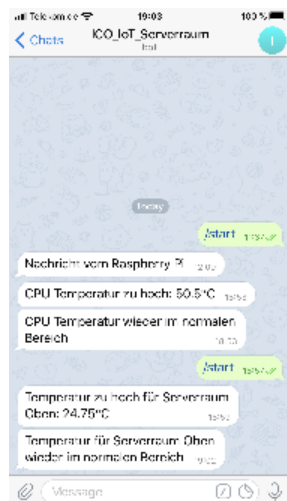 Telekom.de 19:03 100 %
Chats ICO_IoT_Serverraum
bot
Today
/start
Nachricht vom Raspberry Pi
CPU Temperatur zu hoch: 50.5°C
CPU Temperatur wieder im normalen
Bereich
/start
Temperatur zu hoch für Serverraum
Oben: 24.75°C
Temperatur für Serverraum Oben
wieder im normalen Bereich
Message